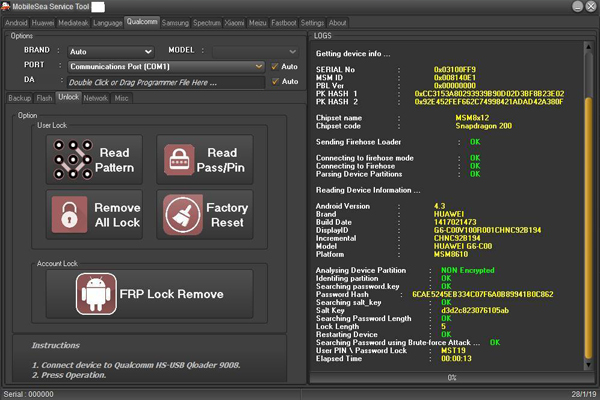 MobileSea Service Tool
Android Huawei Mediateak Language Qualcomm Samsung Spectrum Xiaomi Meizu Fastboot Settings About
Options
BRAND : Auto MODEL :
PORT : Communications Port (COM1) Auto
DA : Double Click or Drag Programmer File Here ... Auto
Backup Flash Unlock Network Misc
Option
User Lock
Read Pattern
Read Pass/Pin
Remove All Lock
Factory Reset
Account Lock
FRP Lock Remove
Instructions
1. Connect device to Qualcomm HS-USB Qloader 9008.
2. Press Operation.
LOGS
Getting device info ...
SERIAL No : 0x03100FF9
MSM ID : 0x008140E1
PBL Ver : 0x00000000
PK HASH 1 : 0xCC3153A80293939B90D02D3BF8B23E02
PK HASH 2 : 0x92E452FEF662C74998421ADAD42A380F
Chipset name : MSM8x12
Chipset code : Snapdragon 200
Sending Firehose Loader : OK
Connecting to firehose mode : OK
Connecting to Firehose : OK
Parsing Device Partitions : OK
Reading Device Information ...
Android Version : 4.3
Brand : HUAWEI
Build Date : 1417021473
DisplayID : G6-C00V100R001CHNC92B194
Incremental : CHNC92B194
Model : HUAWEI G6-C00
Platform : MSM8610
Analysing Device Partition : NON Encrypted
Identifing partition : OK
Searching password.key : OK
Password Hash : 6CAE5245EB334C07F6A0B89941B0C862
Searching salt_key : OK
Salt Key : d3d2c823076105ab
Searching Password Length : OK
Lock Length : 5
Restarting Device : OK
Searching Password using Brute-force Attack ... OK
User PIN \ Password Lock : MST19
Elapsed Time : 00:00:13
0%
Serial : 000000
28/1/19